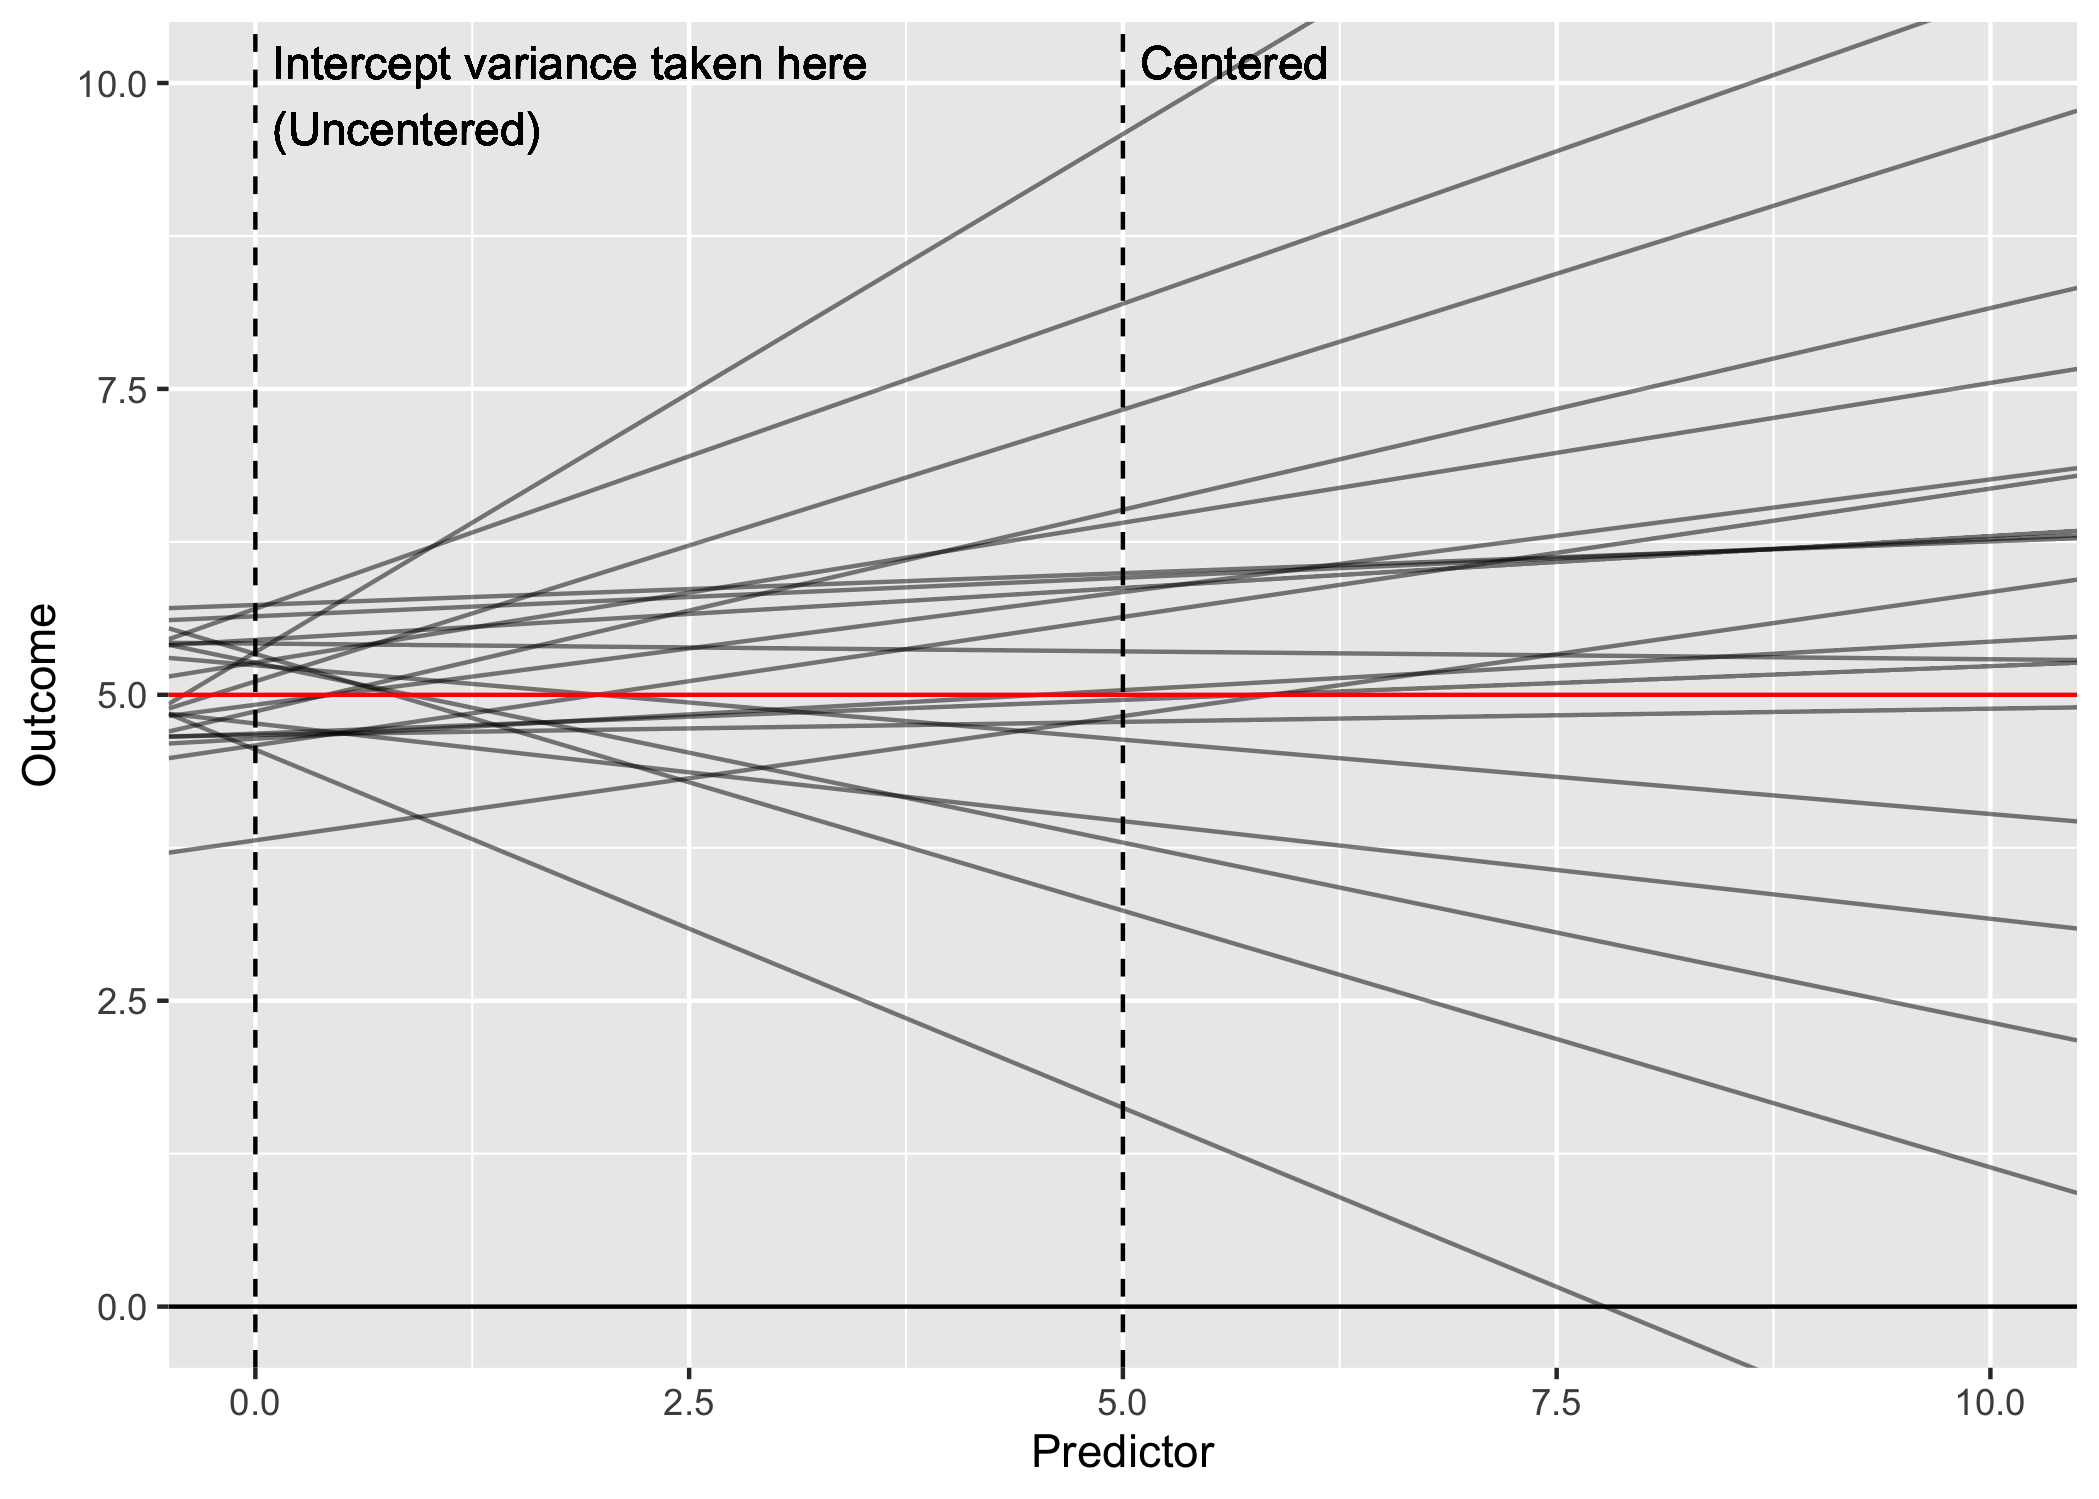 Intercept variance taken here
(Uncentered)
Centered
10.0
7.5
5.0
2.5
0.0
Outcome
0.0
2.5
5.0
7.5
10.0
Predictor